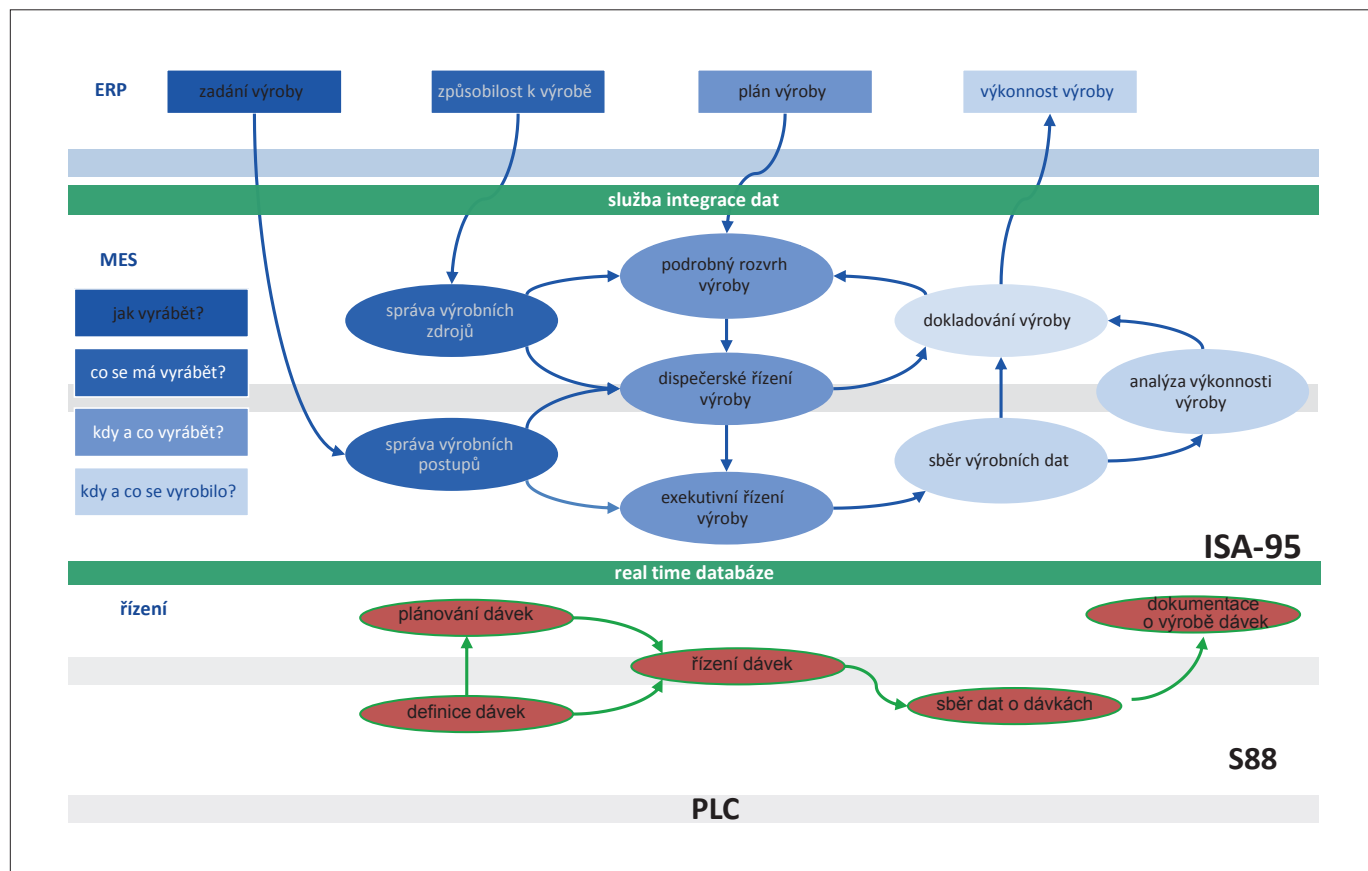 ERP
zadání výroby
způsobilost k výrobě
plán výroby
výkonnost výroby
služba integrace dat
MES
jak vyrábět?
co se má vyrábět?
kdy a co vyrábět?
kdy a co se vyrobilo?
správa výrobních
zdrojů
správa výrobních
postupů
podrobný rozvrh
výroby
dispečerské řízení
výroby
exekutivní řízení
výroby
dokladování výroby
sběr výrobních dat
analýza výkonnosti
výroby
ISA-95
real time databáze
řízení
plánování dávek
definice dávek
řízení dávek
sběr dat o dávkách
dokumentace
o výrobě dávek
S88
PLC